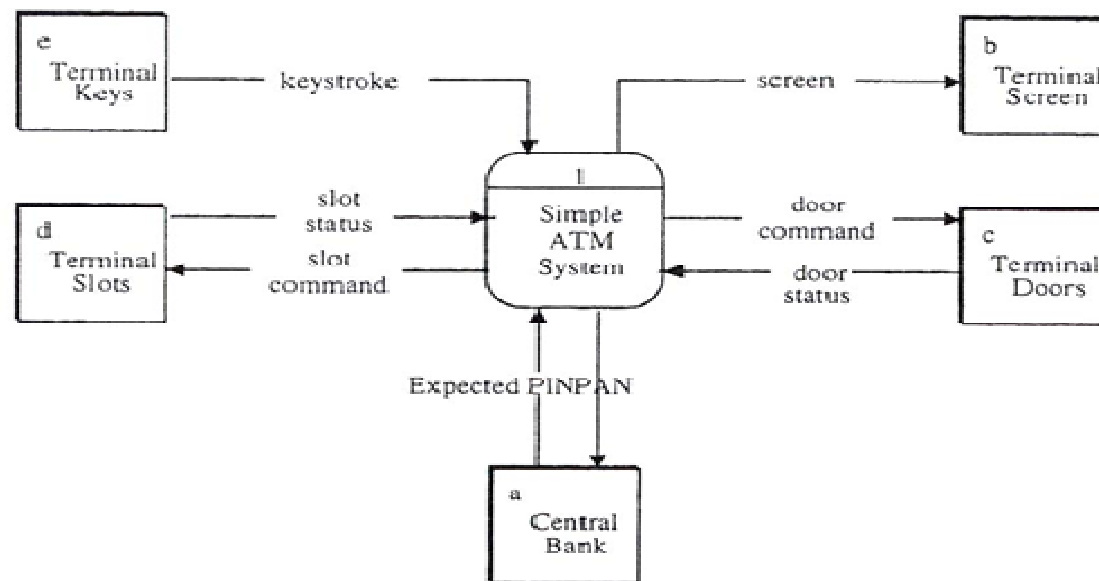 e
Terminal
Keys
keystroke
screen
b
Terminal
Screen
1
Simple
ATM
System
d
Terminal
Slots
slot
status
slot
command
door
command
door
status
c
Terminal
Doors
Expected PINPAN
a
Central
Bank